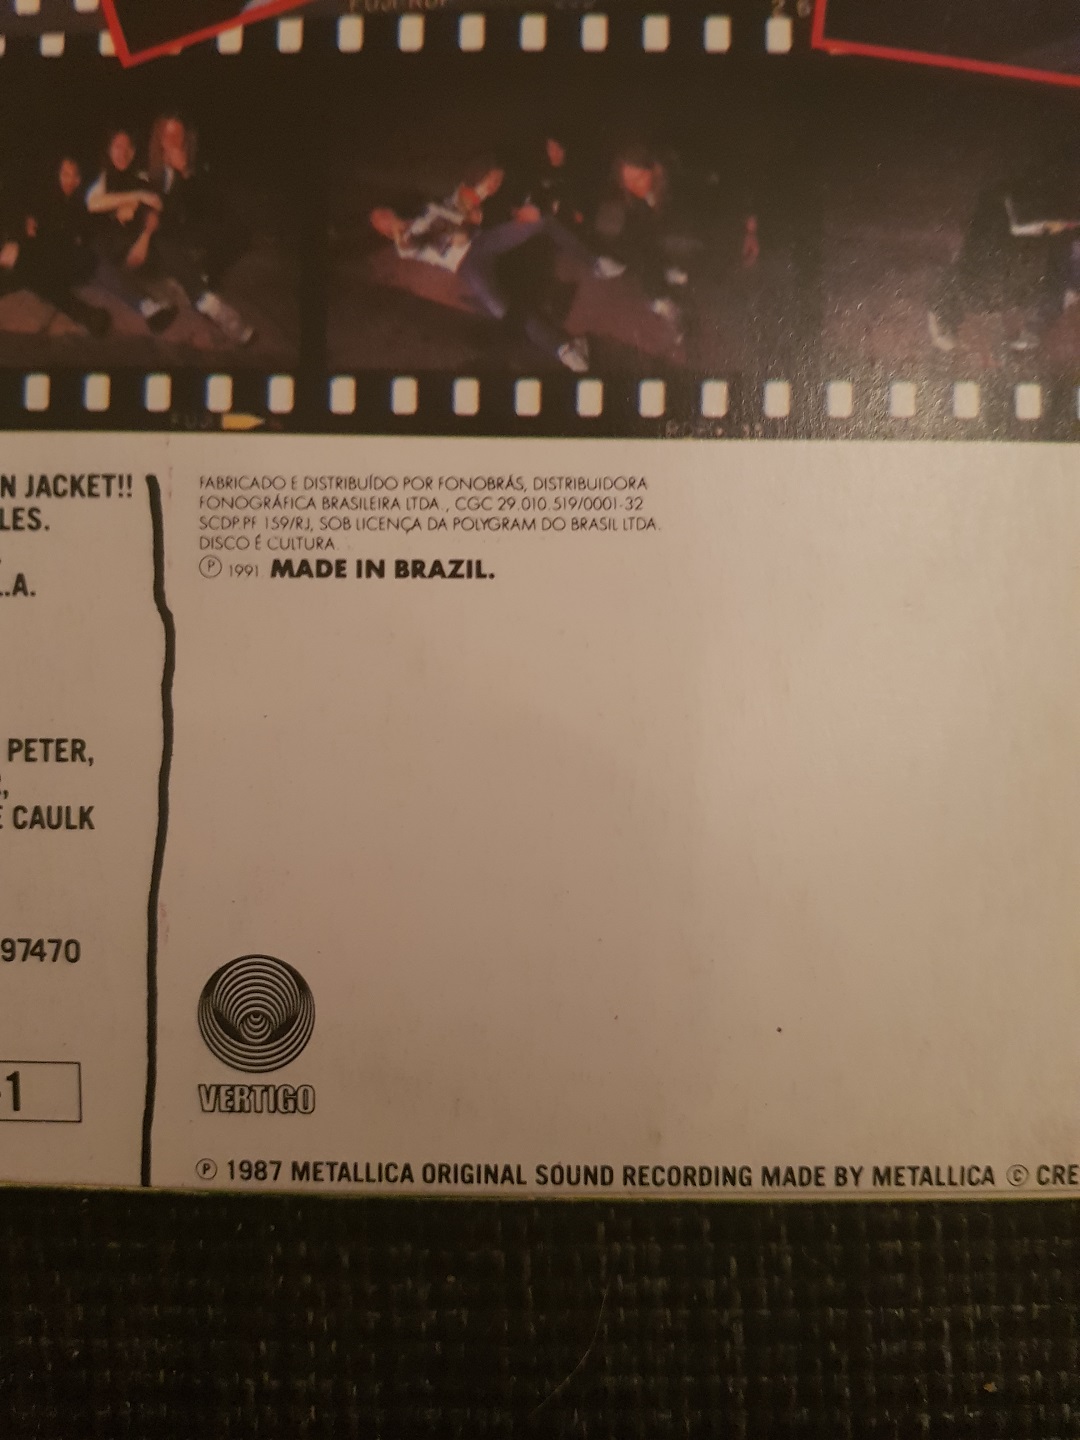 26
N JACKET!!
LES.
L.A.
PETER,
CAULK
97470
1
FABRICADO E DISTRIBUÍDO POR FONOBRÁS, DISTRIBUIDORA
FONOGRÁFICA BRASILEIRA LTDA., CGC 29.010.519/0001-32
SCDP.PF 159/RJ, SOB LICENÇA DA POLYGRAM DO BRASIL LTDA.
DISCO É CULTURA.
Ⓟ 1991 MADE IN BRAZIL.
VERTIGO
Ⓟ 1987 METALLICA ORIGINAL SOUND RECORDING MADE BY METALLICA © CRE